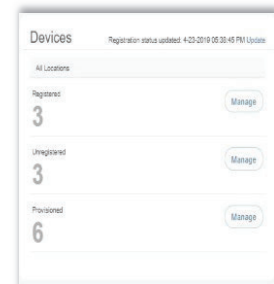 Devices Registration status updated: 4-23-2019 05:38:45 PM Update
All Locations
Registered
3
Manage
Unregistered
3
Manage
Provisioned
6
Manage